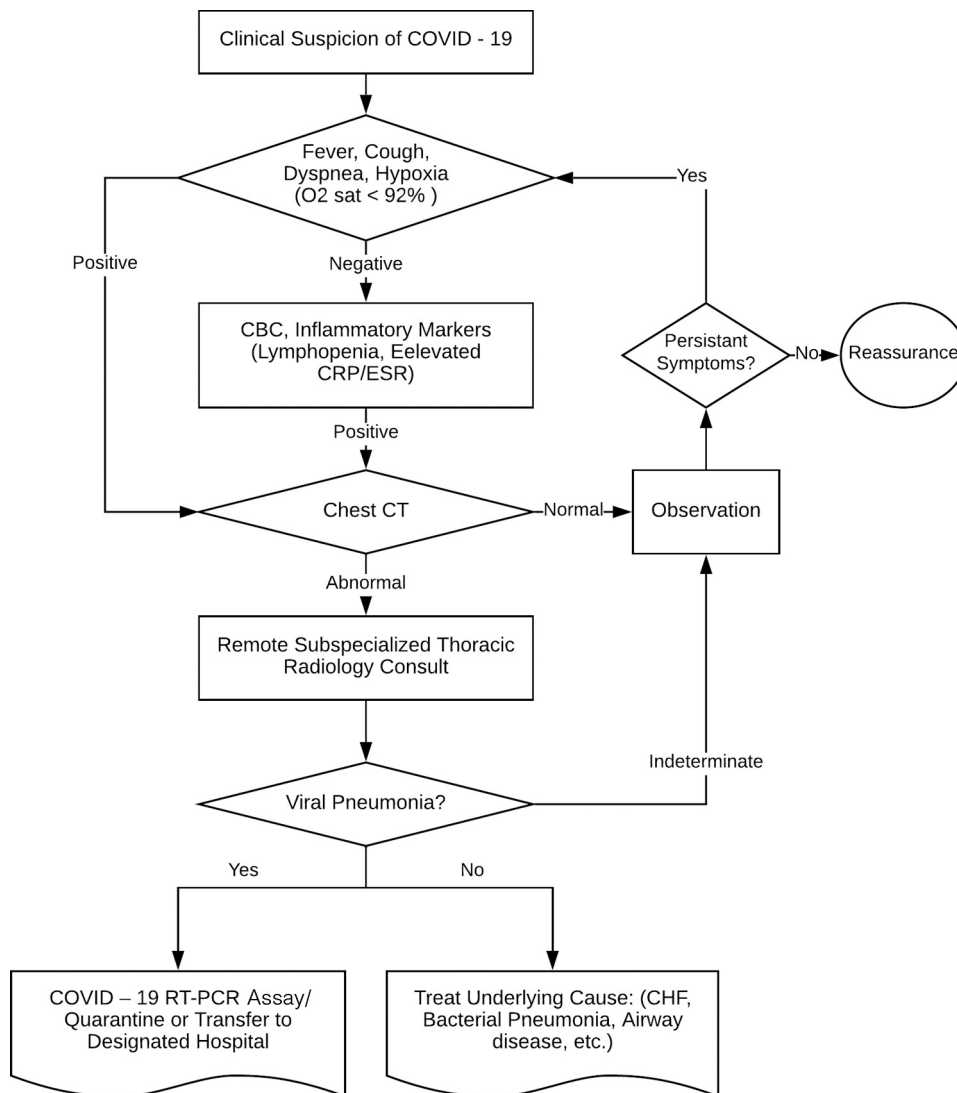 Clinical Suspicion of COVID - 19
Fever, Cough,
Dyspnea, Hypoxia
(O2 sat < 92% )
Yes
Positive
Negative
CBC, Inflammatory Markers
(Lymphopenia, Eelevated
CRP/ESR)
Persistant
Symptoms?
No
Reassurance
Positive
Chest CT
Normal
Observation
Abnormal
Remote Subspecialized Thoracic
Radiology Consult
Indeterminate
Viral Pneumonia?
Yes
No
COVID – 19 RT-PCR Assay/
Quarantine or Transfer to
Designated Hospital
Treat Underlying Cause: (CHF,
Bacterial Pneumonia, Airway
disease, etc.)